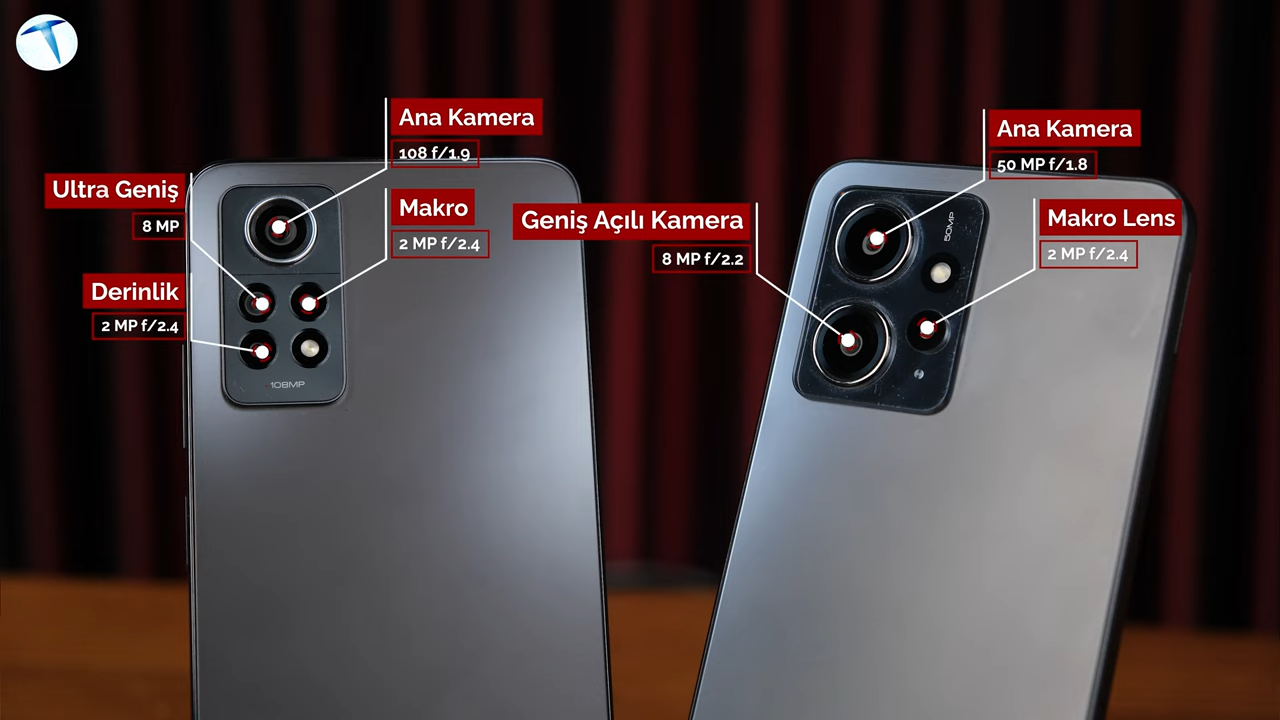 Ana Kamera
108 f/1.9
Ultra Geniş
8 MP
Makro
2 MP f/2.4
Derinlik
2 MP f/2.4
108MP
Ana Kamera
50 MP f/1.8
Geniş Açılı Kamera
8 MP f/2.2
Makro Lens
2 MP f/2.4
50MP